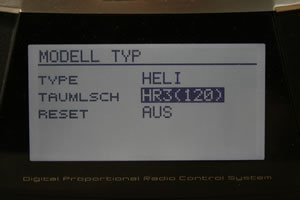 MODELL TYP
TYPE HELI
TAUMLSCH HR3(120)
RESET AUS
Digital Proportional Radio Control System